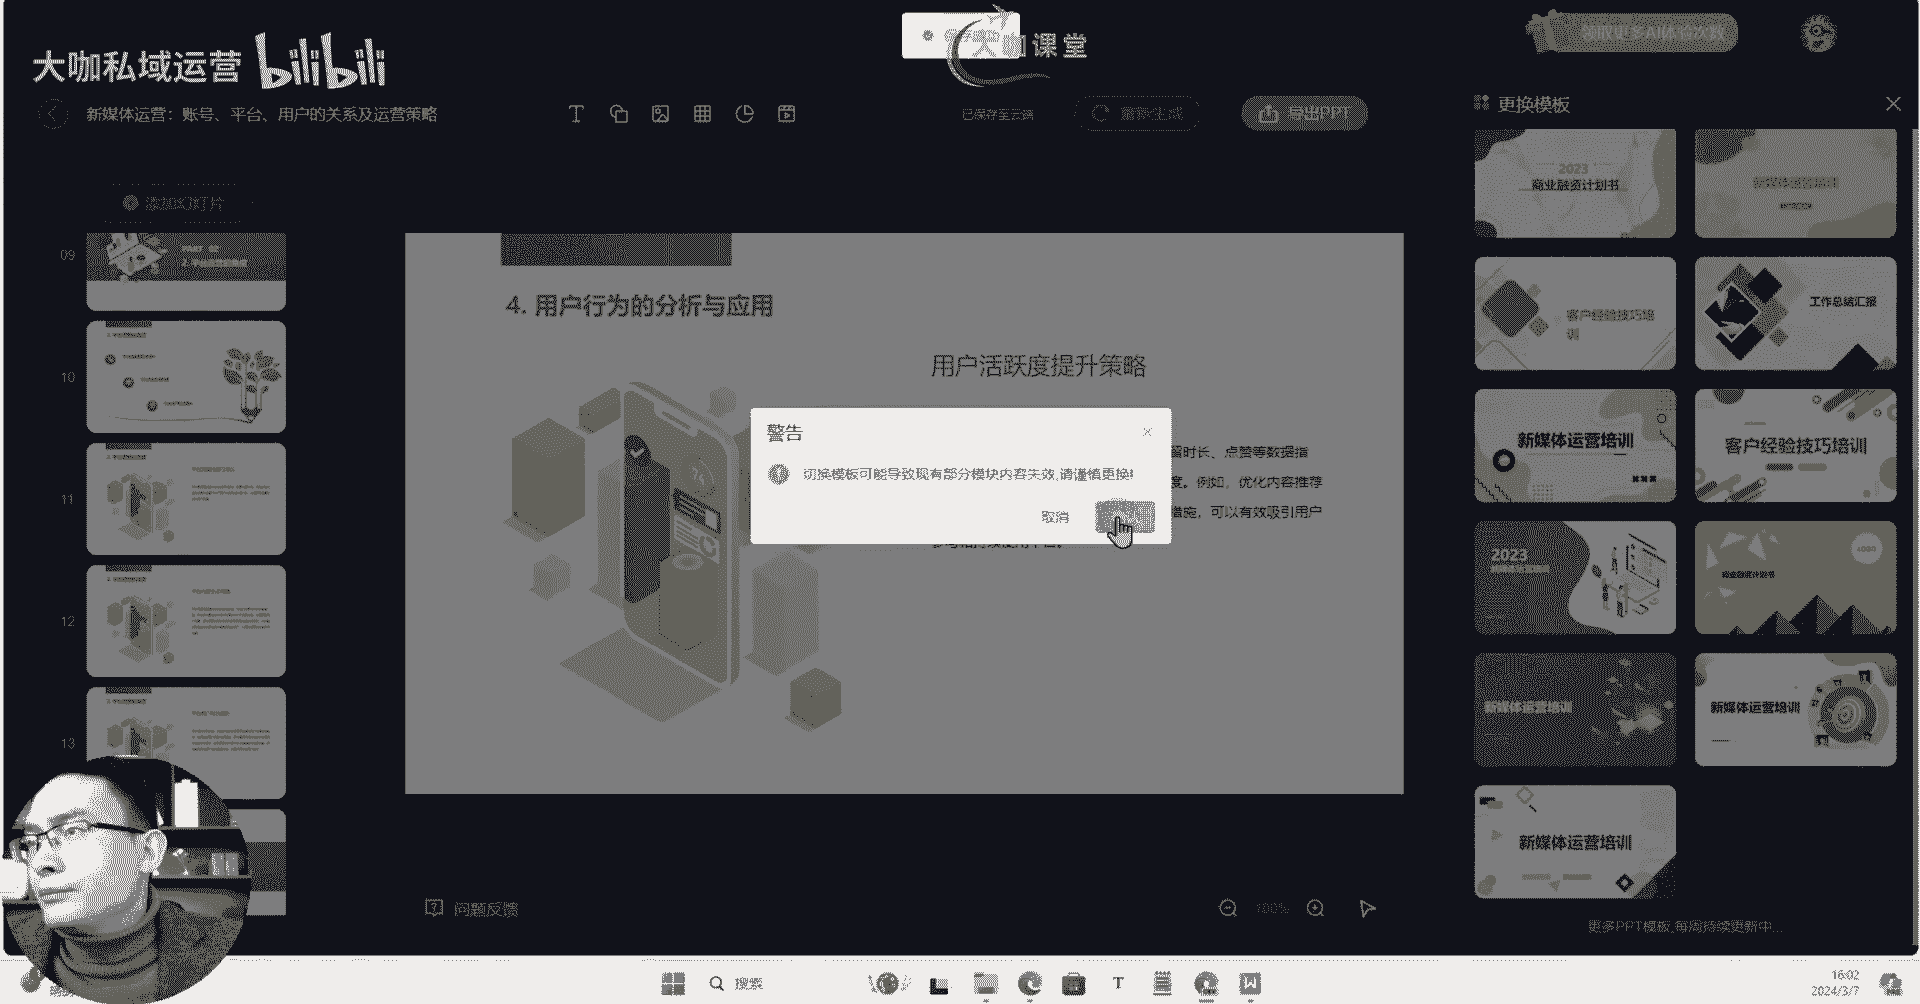 大咖私域运营 bilibili
大咖课堂
领取更多AI体验次数
新媒体运营：账号、平台、用户的关系及运营策略
已保存至云端
重新生成
导出PPT
更换模板
添加幻灯片
09
10
11
12
13
4. 用户行为的分析与应用
用户活跃度提升策略
留时长、点赞等数据指
度。例如，优化内容推荐
措施，可以有效吸引用户
警告
切换模板可能导致现有部分模块内容失效,请谨慎更换!
取消
2023
商业融资计划书
新媒体运营培训
客户经验技巧培
训
工作总结汇报
新媒体运营培训
客户经验技巧培训
2023
LOGO
商业融资计划书
新媒体运营培训
新媒体运营培训
新媒体运营培训
更多PPT模板,每周持续更新中...
问题反馈
100%
搜索
16:02
2024/3/7